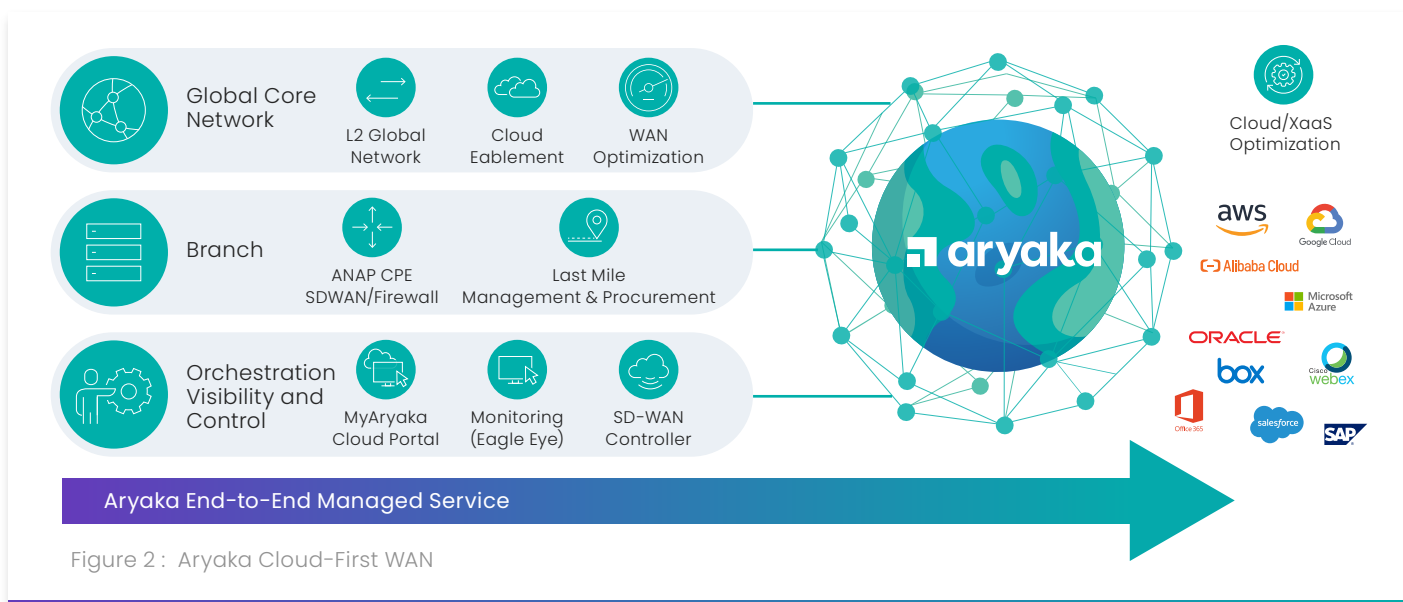 Global Core
Network
L2 Global
Network
Cloud
Eablement
WAN
Optimization
Branch
ANAP CPE
SDWAN/Firewall
Last Mile
Management & Procurement
Orchestration
Visibility and
Control
MyAryaka
Cloud Portal
Monitoring
(Eagle Eye)
SD-WAN
Controller
aryaka
Cloud/XaaS
Optimization
aws
Google Cloud
Alibaba Cloud
Microsoft
Azure
ORACLE
box
Cisco
webex
Office 365
salesforce
SAP
Aryaka End-to-End Managed Service
Figure 2 : Aryaka Cloud-First WAN